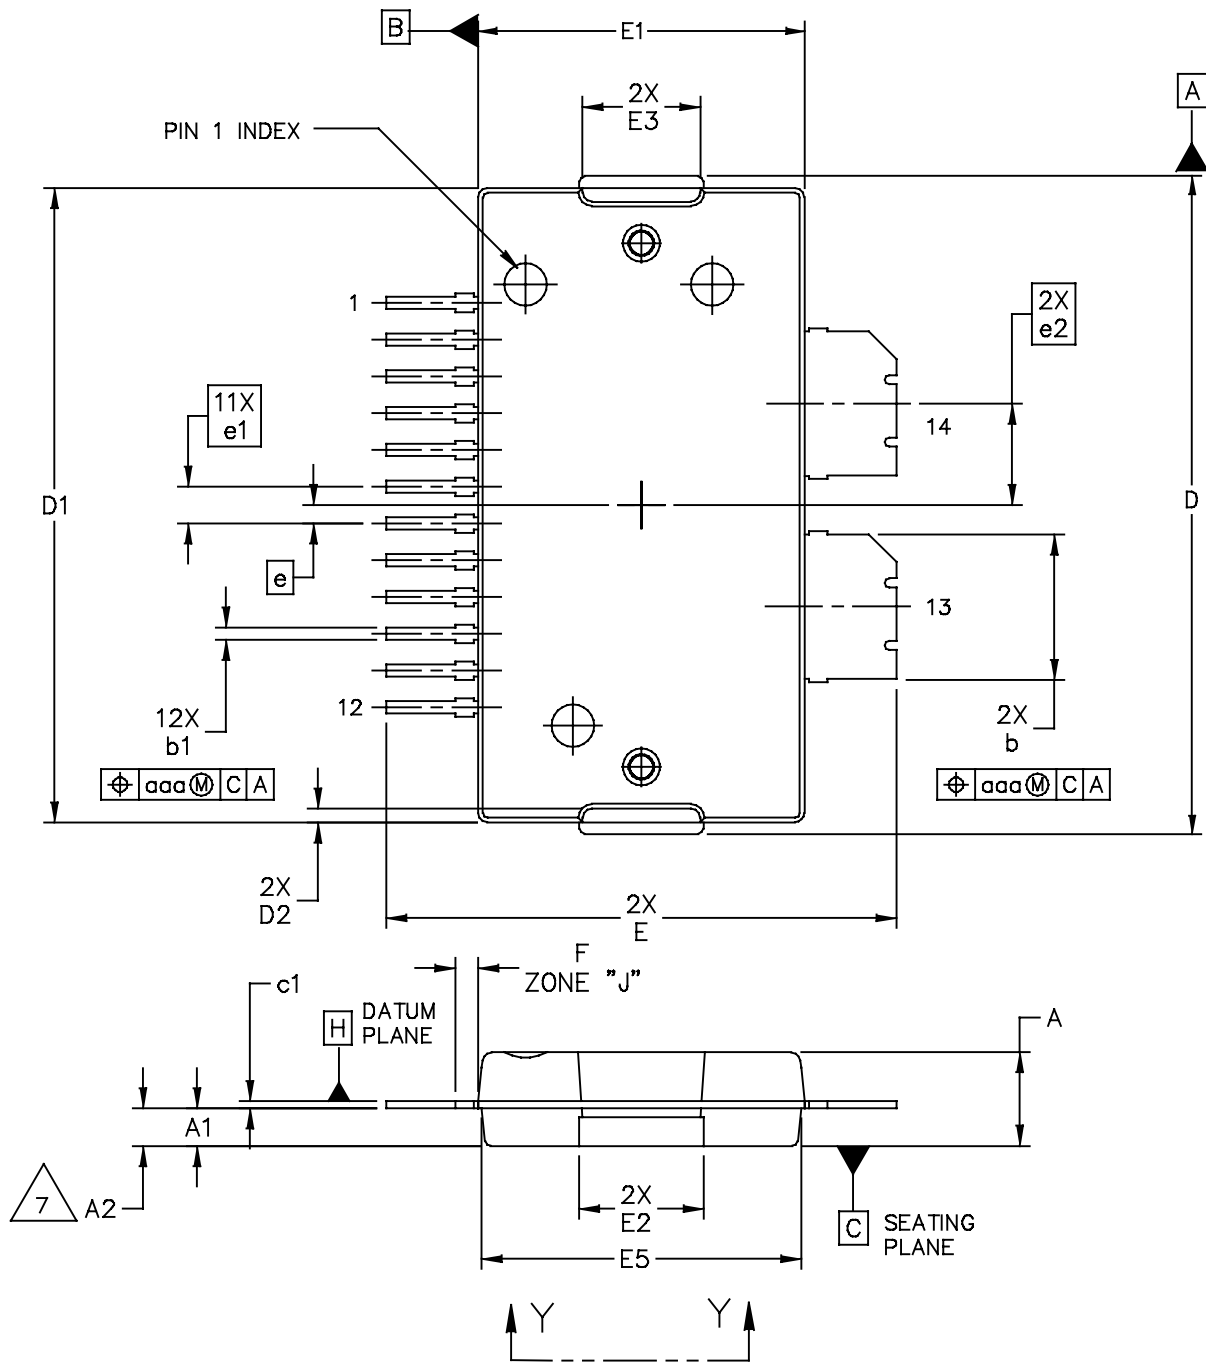 B
E1
2X
E3
A
PIN 1 INDEX
1
2X
e2
11X
e1
14
D1
D
e
13
12
12X
b1
2X
b
⌖ aaa Ⓜ C A
⌖ aaa Ⓜ C A
2X
D2
2X
E
F
ZONE "J"
c1
H
DATUM
PLANE
A
A1
7
A2
2X
E2
C
SEATING
PLANE
E5
Y
Y